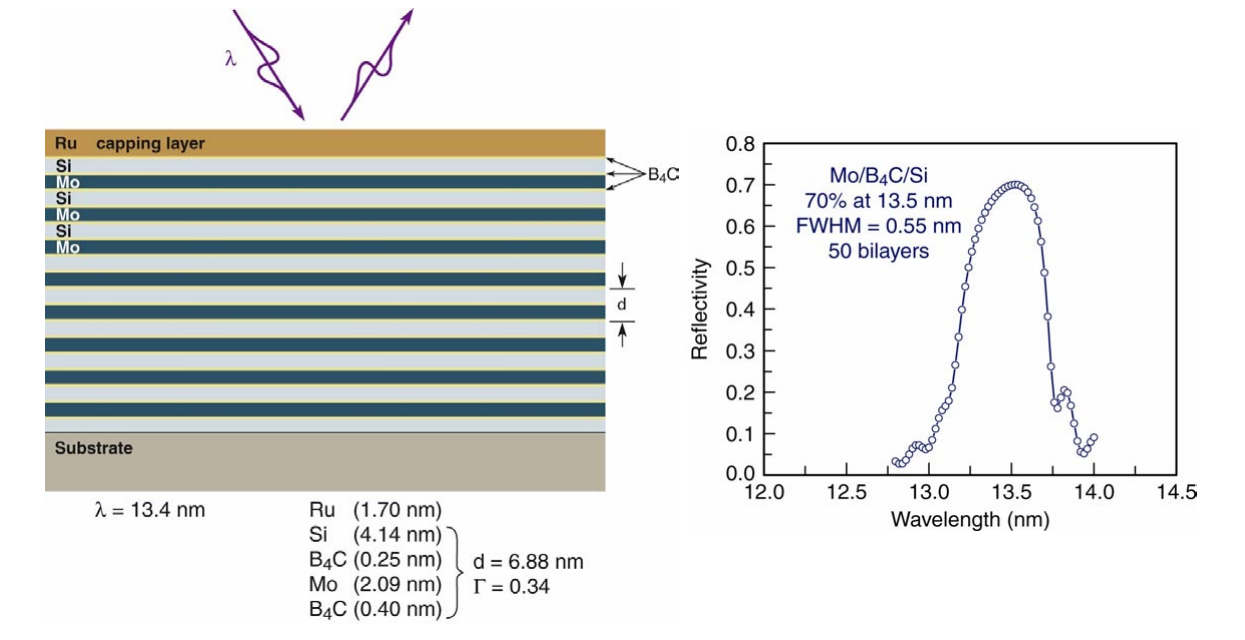 λ
Ru capping layer
Si
Mo
Si
Mo
Si
Mo
B₄C
d
Substrate
λ = 13.4 nm
Ru (1.70 nm)
Si (4.14 nm)
B₄C (0.25 nm)
Mo (2.09 nm)
B₄C (0.40 nm)
d = 6.88 nm
Γ = 0.34
Mo/B₄C/Si
70% at 13.5 nm
FWHM = 0.55 nm
50 bilayers
Reflectivity
0.8
0.7
0.6
0.5
0.4
0.3
0.2
0.1
0.0
12.0 12.5 13.0 13.5 14.0 14.5
Wavelength (nm)